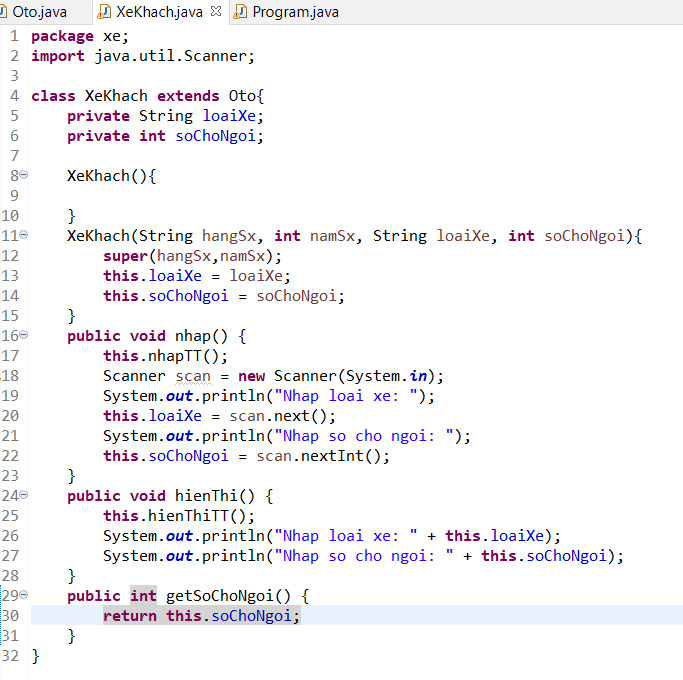 Oto.java XeKhach.java Program.java
1 package xe;
2 import java.util.Scanner;
3
4 class XeKhach extends Oto{
5     private String loaiXe;
6     private int soChoNgoi;
7
8     XeKhach(){
9
10     }
11     XeKhach(String hangSx, int namSx, String loaiXe, int soChoNgoi){
12         super(hangSx,namSx);
13         this.loaiXe = loaiXe;
14         this.soChoNgoi = soChoNgoi;
15     }
16     public void nhap() {
17         this.nhapTT();
18         Scanner scan = new Scanner(System.in);
19         System.out.println("Nhap loai xe: ");
20         this.loaiXe = scan.next();
21         System.out.println("Nhap so cho ngoi: ");
22         this.soChoNgoi = scan.nextInt();
23     }
24     public void hienThi() {
25         this.hienThiTT();
26         System.out.println("Nhap loai xe: " + this.loaiXe);
27         System.out.println("Nhap so cho ngoi: " + this.soChoNgoi);
28     }
29     public int getSoChoNgoi() {
30         return this.soChoNgoi;
31     }
32 }